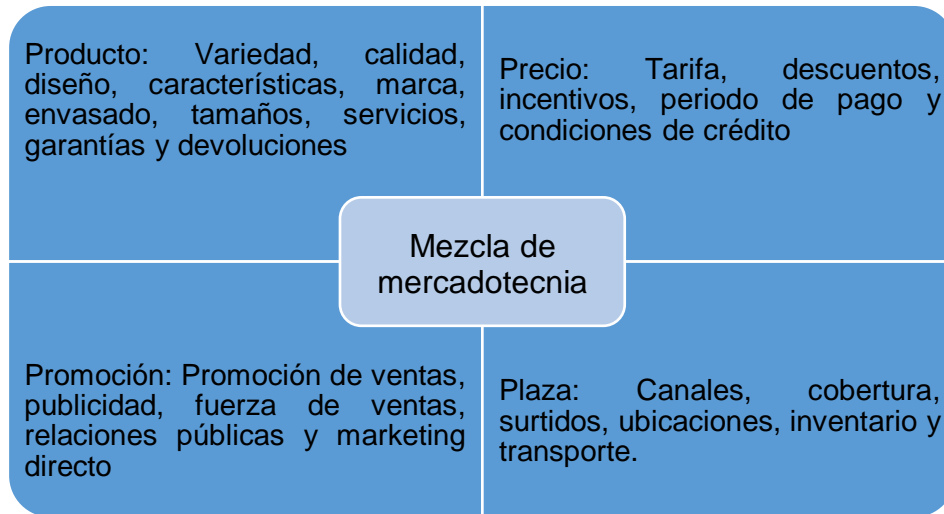 Producto: Variedad, calidad,
diseño, características, marca,
envasado, tamaños, servicios,
garantías y devoluciones
Precio: Tarifa, descuentos,
incentivos, periodo de pago y
condiciones de crédito
Mezcla de
mercadotecnia
Promoción: Promoción de ventas,
publicidad, fuerza de ventas,
relaciones públicas y marketing
directo
Plaza: Canales, cobertura,
surtidos, ubicaciones, inventario y
transporte.